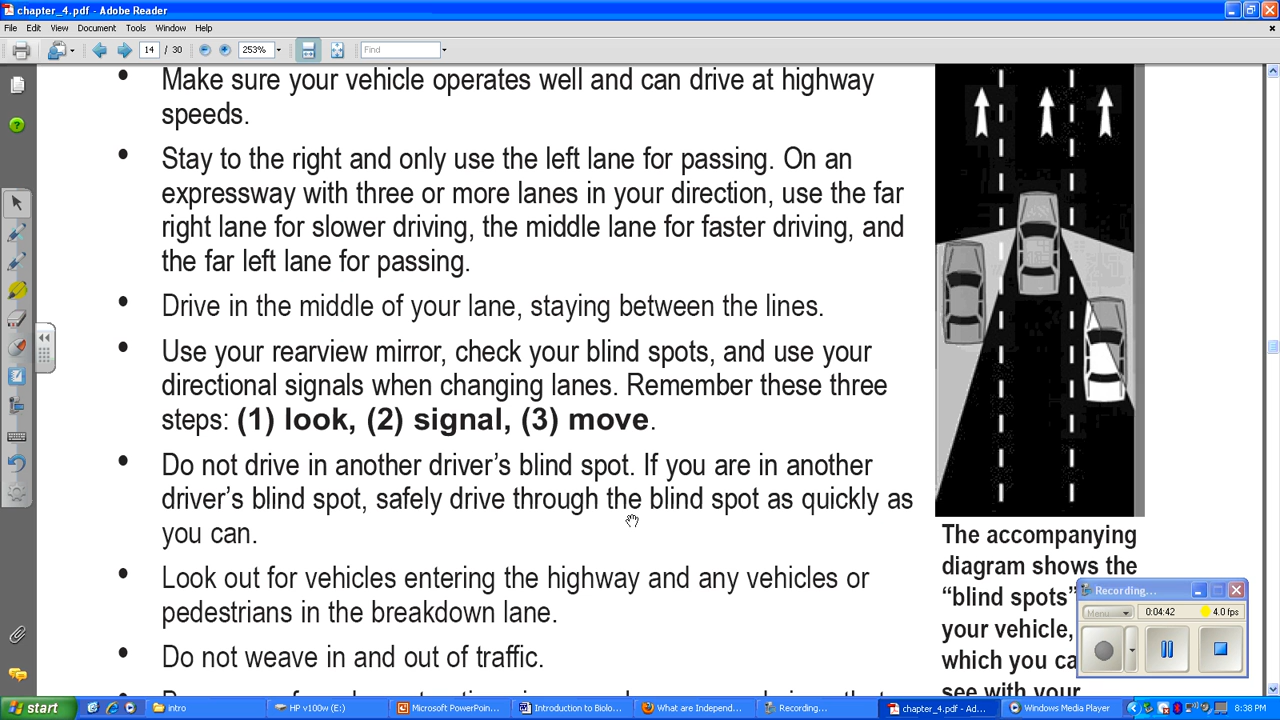 chapter_4.pdf - Adobe Reader
File Edit View Document Tools Window Help
14 / 30 253% Find
• Make sure your vehicle operates well and can drive at highway
speeds.
• Stay to the right and only use the left lane for passing. On an
expressway with three or more lanes in your direction, use the far
right lane for slower driving, the middle lane for faster driving, and
the far left lane for passing.
• Drive in the middle of your lane, staying between the lines.
• Use your rearview mirror, check your blind spots, and use your
directional signals when changing lanes. Remember these three
steps: (1) look, (2) signal, (3) move.
• Do not drive in another driver's blind spot. If you are in another
driver's blind spot, safely drive through the blind spot as quickly as
you can.
• Look out for vehicles entering the highway and any vehicles or
pedestrians in the breakdown lane.
• Do not weave in and out of traffic.
The accompanying
diagram shows the
“blind spots”
your vehicle,
which you ca
see with your
Recording...
Menu 0:04:42 4.0 fps
start intro HP v100w (E:) Microsoft PowerPoint... Introduction to Biolo... What are Independ... Recording... chapter_4.pdf - Ad... Windows Media Player 8:38 PM